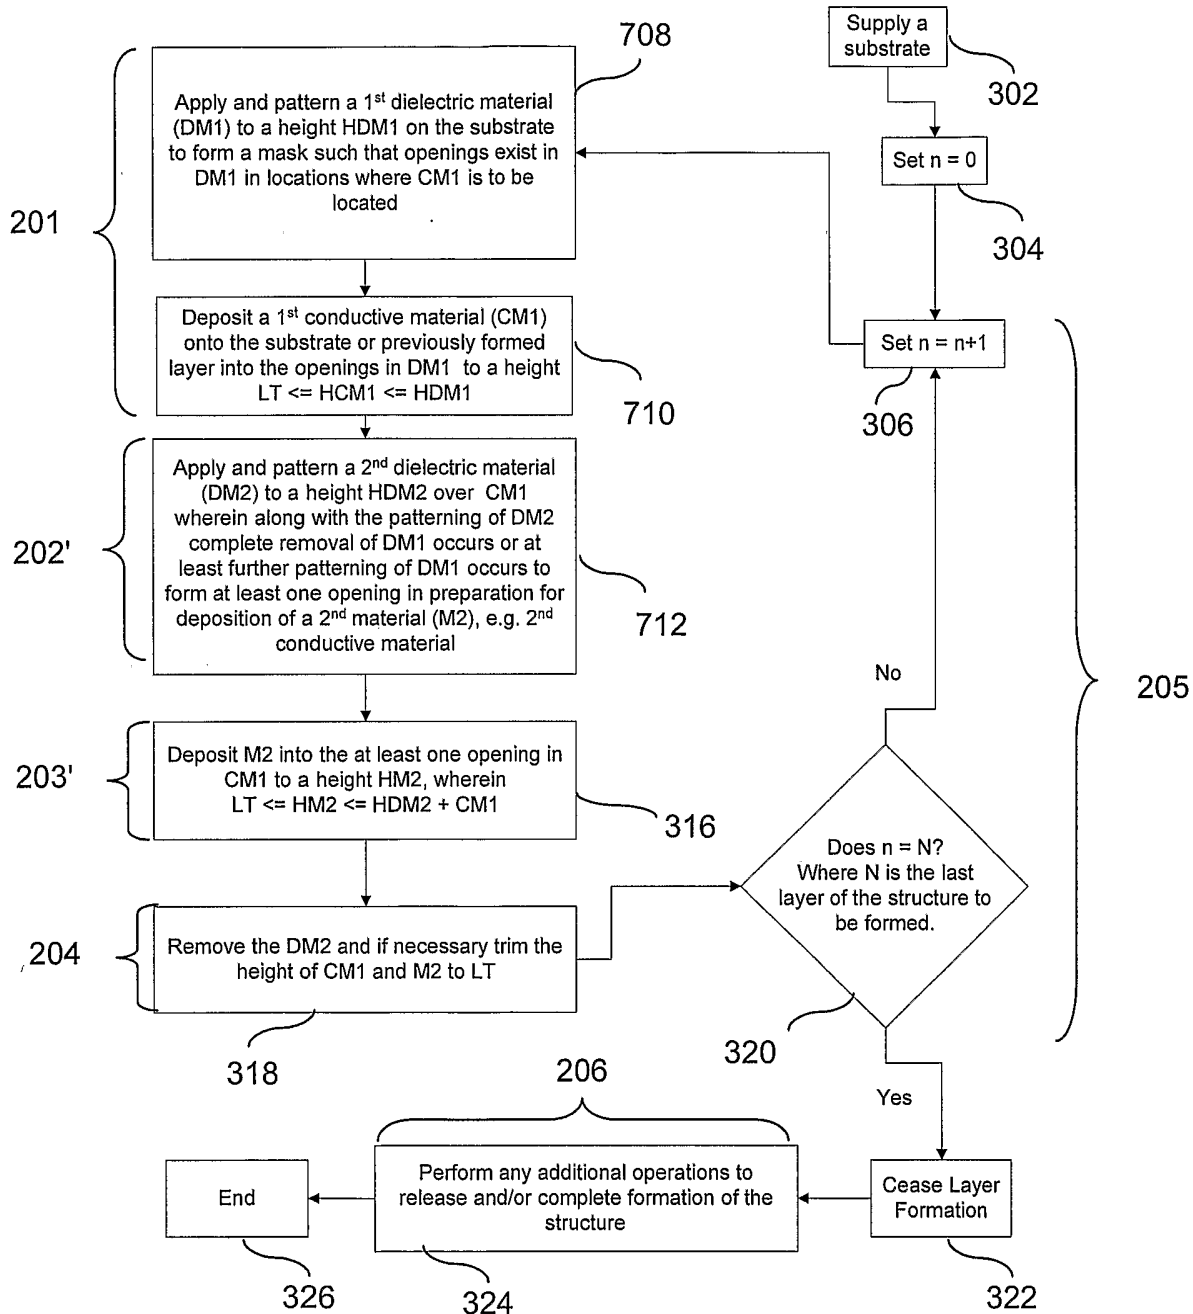 Supply a
substrate
302
Set n = 0
304
Set n = n+1
306
708
Apply and pattern a 1st dielectric material
(DM1) to a height HDM1 on the substrate
to form a mask such that openings exist in
DM1 in locations where CM1 is to be
located
201
Deposit a 1st conductive material (CM1)
onto the substrate or previously formed
layer into the openings in DM1 to a height
LT <= HCM1 <= HDM1
710
Apply and pattern a 2nd dielectric material
(DM2) to a height HDM2 over CM1
wherein along with the patterning of DM2
complete removal of DM1 occurs or at
least further patterning of DM1 occurs to
form at least one opening in preparation for
deposition of a 2nd material (M2), e.g. 2nd
conductive material
202'
712
Deposit M2 into the at least one opening in
CM1 to a height HM2, wherein
LT <= HM2 <= HDM2 + CM1
203'
316
Remove the DM2 and if necessary trim the
height of CM1 and M2 to LT
204
318
Does n = N?
Where N is the last
layer of the structure to
be formed.
320
No
205
Yes
Cease Layer
Formation
322
206
Perform any additional operations to
release and/or complete formation of the
structure
324
End
326